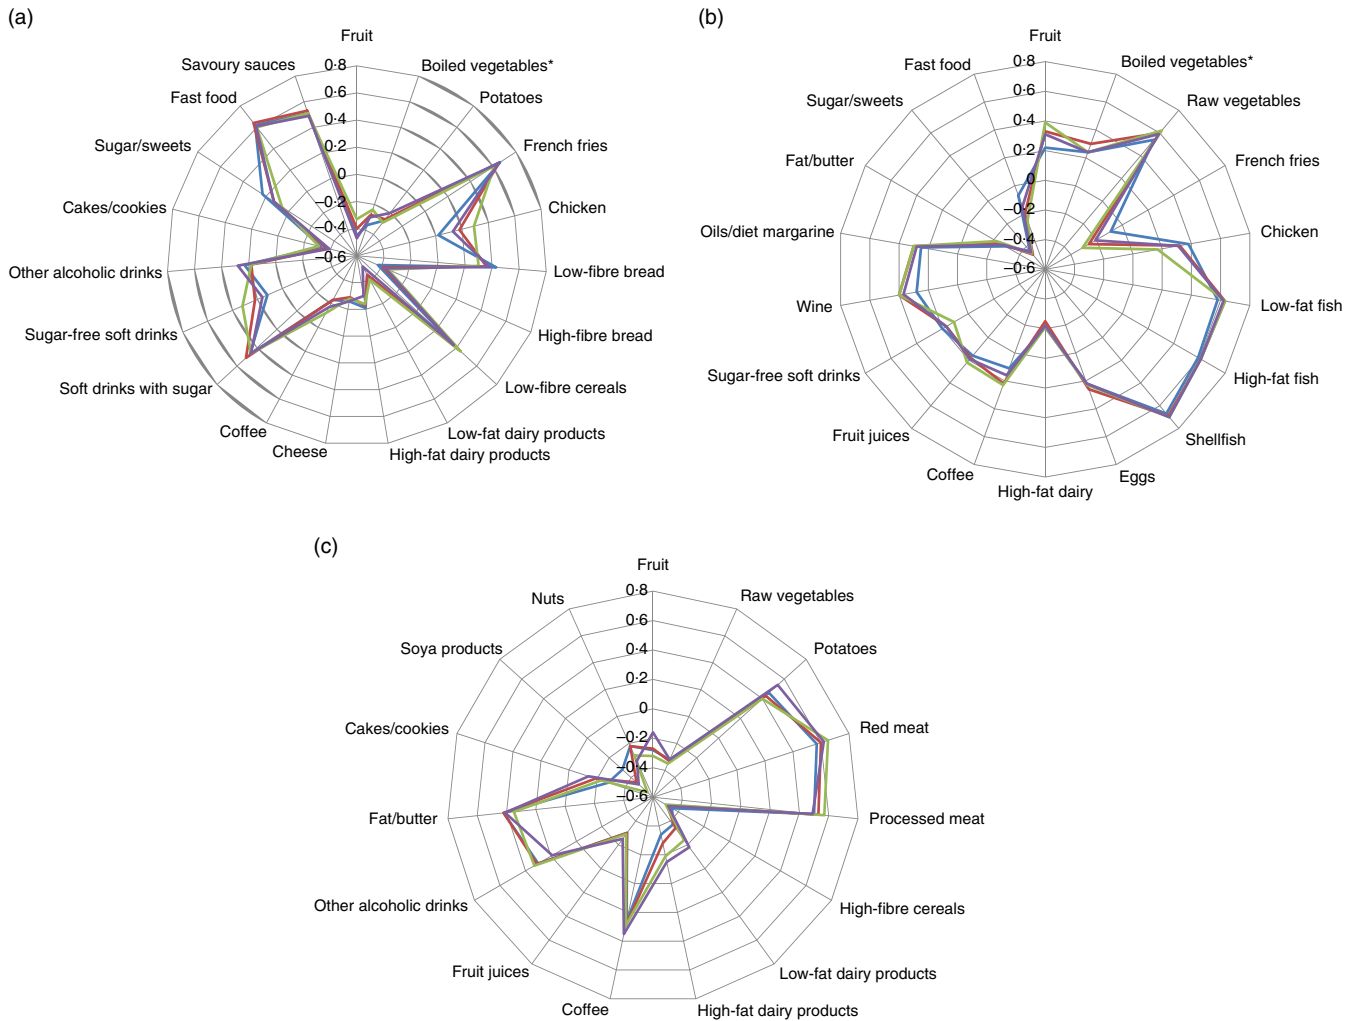 (a)
Fruit
Boiled vegetables*
Potatoes
French fries
Chicken
Low-fibre bread
High-fibre bread
Low-fibre cereals
Low-fat dairy products
High-fat dairy products
Cheese
Coffee
Soft drinks with sugar
Sugar-free soft drinks
Other alcoholic drinks
Cakes/cookies
Sugar/sweets
Fast food
Savoury sauces
0·8
0·6
0·4
0·2
0
−0·2
−0·4
−0·6
(b)
Fruit
Boiled vegetables*
Raw vegetables
French fries
Chicken
Low-fat fish
High-fat fish
Shellfish
Eggs
High-fat dairy
Coffee
Fruit juices
Sugar-free soft drinks
Wine
Oils/diet margarine
Fat/butter
Sugar/sweets
Fast food
0·8
0·6
0·4
0·2
0
−0·2
−0·4
−0·6
(c)
Fruit
Raw vegetables
Potatoes
Red meat
Processed meat
High-fibre cereals
Low-fat dairy products
High-fat dairy products
Coffee
Fruit juices
Other alcoholic drinks
Fat/butter
Cakes/cookies
Soya products
Nuts
0·8
0·6
0·4
0·2
0
−0·2
−0·4
−0·6